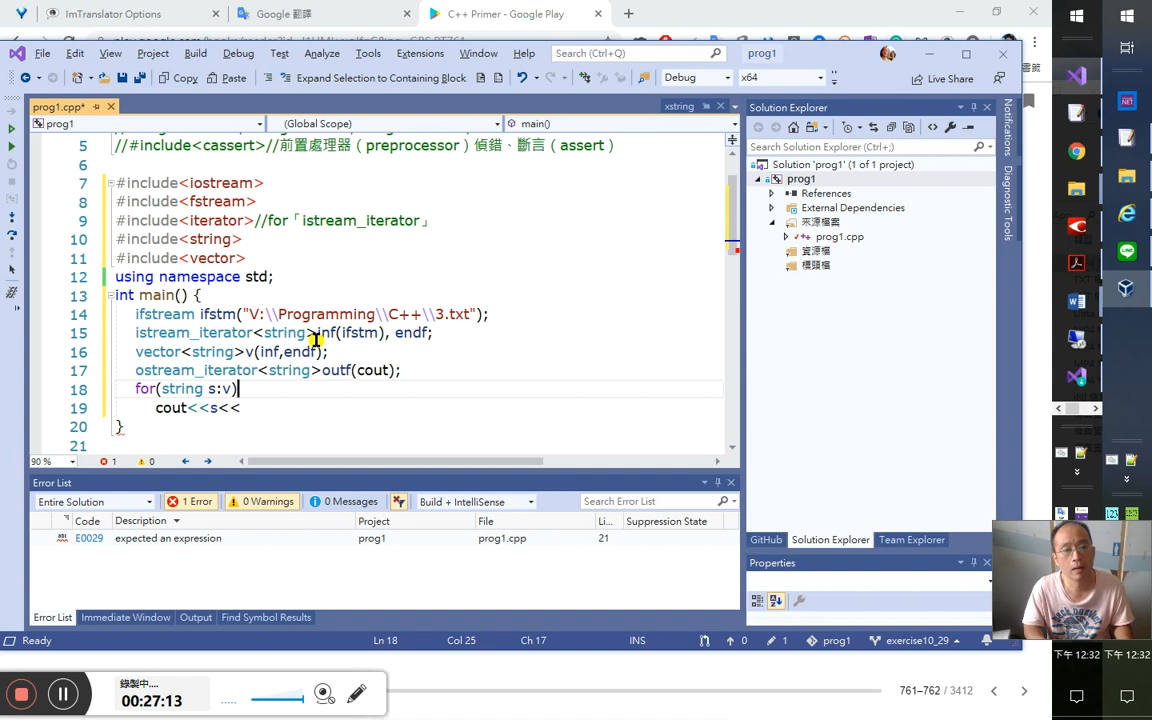 ImTranslator Options
Google 翻譯
C++ Primer - Google Play
File Edit View Project Build Debug Test Analyze Tools Extensions Window Help Search (Ctrl+Q) prog1
Copy Paste Expand Selection to Containing Block Debug x64 Live Share
prog1.cpp* xstring
prog1 (Global Scope) main()
5 //#include<cassert>//前置處理器（preprocessor）偵錯、斷言（assert）
6
7 #include<iostream>
8 #include<fstream>
9 #include<iterator>//for「istream_iterator」
10 #include<string>
11 #include<vector>
12 using namespace std;
13 int main() {
14 ifstream ifstm("V:\\Programming\\C++\\3.txt");
15 istream_iterator<string>inf(ifstm), endf;
16 vector<string>v(inf,endf);
17 ostream_iterator<string>outf(cout);
18 for(string s:v)
19 cout<<s<<
20 }
21
90 % 1 0
Solution Explorer
Search Solution Explorer (Ctrl+;)
Solution 'prog1' (1 of 1 project)
prog1
References
External Dependencies
來源檔案
prog1.cpp
資源檔
標頭檔
Notifications
Diagnostic Tools
Error List
Entire Solution 1 Error 0 Warnings 0 Messages Build + IntelliSense Search Error List
Code Description Project File Li... Suppression State
E0029 expected an expression prog1 prog1.cpp 21
Error List Immediate Window Output Find Symbol Results
GitHub Solution Explorer Team Explorer
Properties
Ready Ln 18 Col 25 Ch 17 INS 0 1 prog1 exercise10_29
錄製中....
00:27:13
761–762 / 3412
下午 12:32 下午 12:32